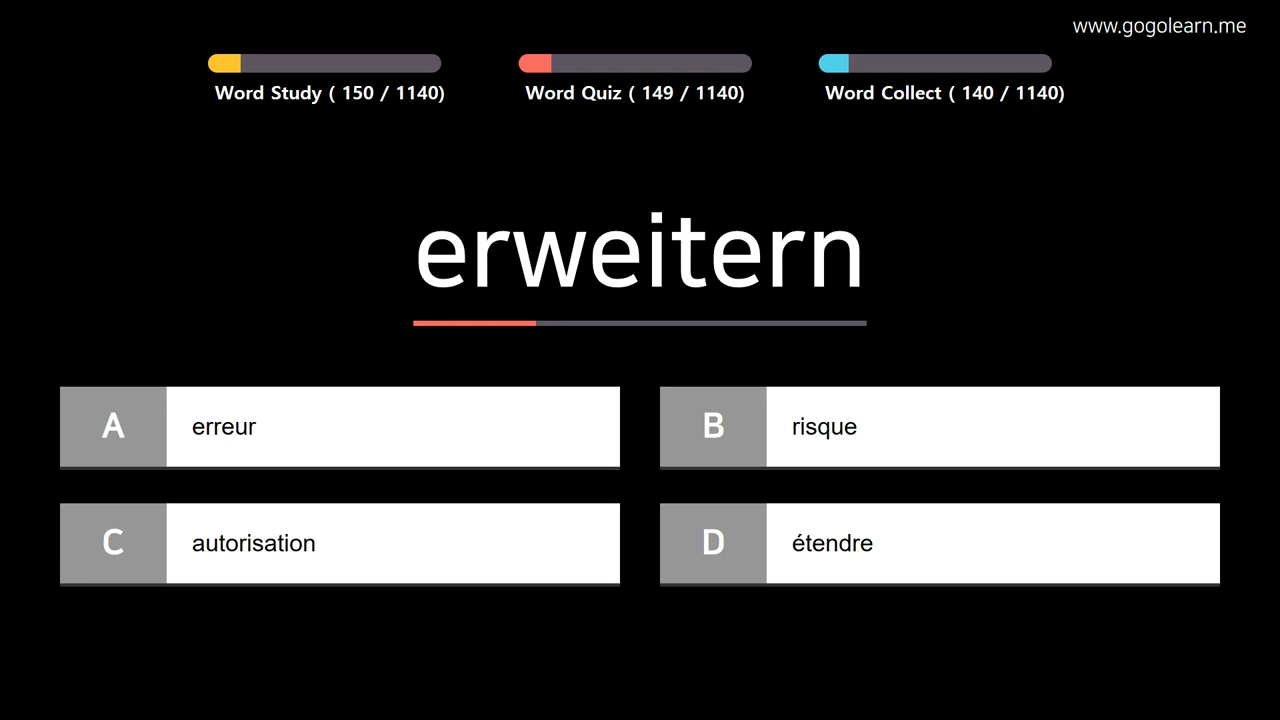 www.gogolearn.me
Word Study ( 150 / 1140)
Word Quiz ( 149 / 1140)
Word Collect ( 140 / 1140)
erweitern
A erreur
B risque
C autorisation
D étendre